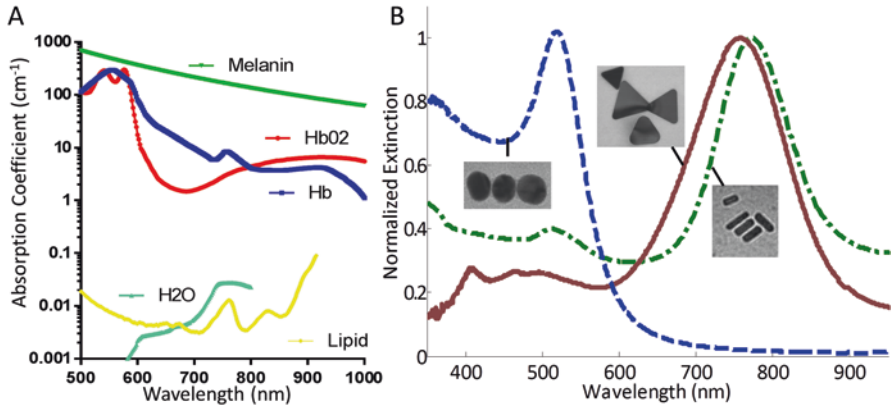 A
Absorption Coefficient (cm⁻¹)
1000
100
10
1
0.1
0.01
0.001
Melanin
Hb02
Hb
H2O
Lipid
500 600 700 800 900 1000
Wavelength (nm)
B
Normalized Extinction
1
0.8
0.6
0.4
0.2
0
400 500 600 700 800 900
Wavelength (nm)